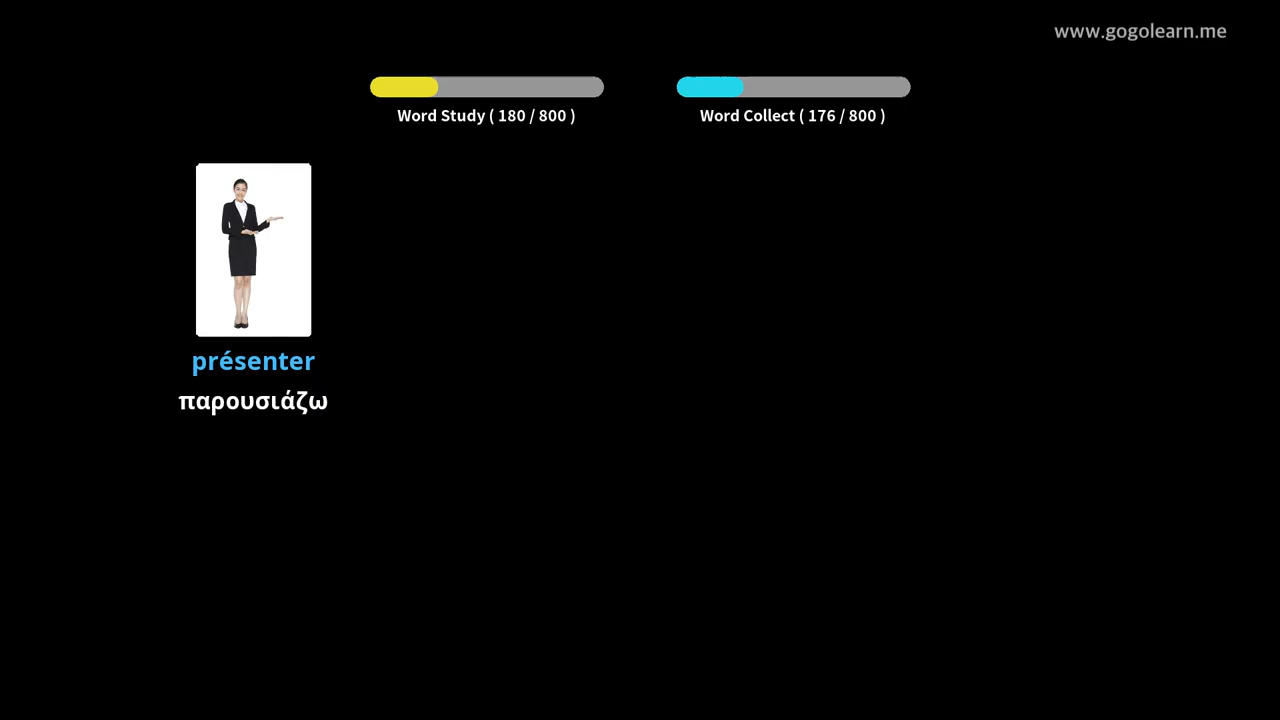 www.gogolearn.me
Word Study ( 180 / 800 )
Word Collect ( 176 / 800 )
présenter
παρουσιάζω